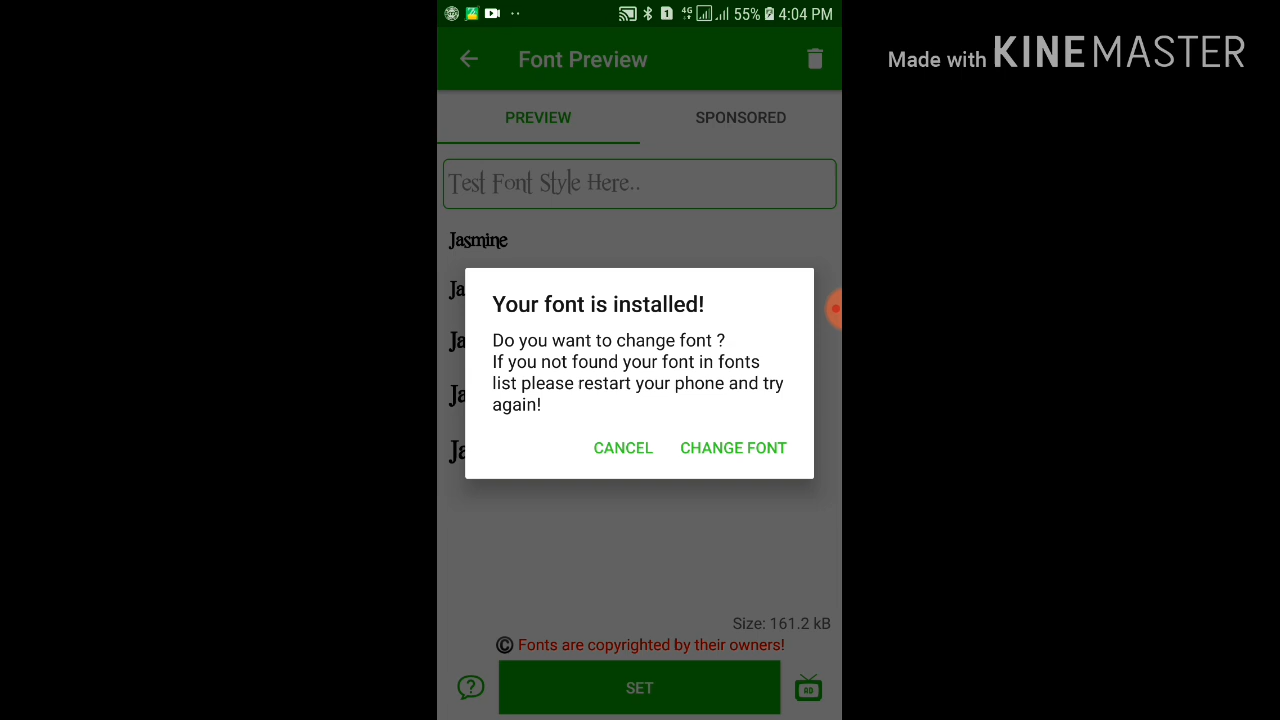 4G 55% 4:04 PM
Made with KINEMASTER
Font Preview
PREVIEW SPONSORED
Test Font Style Here..
Jasmine
Ja
Your font is installed!
Ja
Do you want to change font ?
If you not found your font in fonts
list please restart your phone and try
again!
Ja
CANCEL CHANGE FONT
Ja
Size: 161.2 kB
© Fonts are copyrighted by their owners!
? SET AD